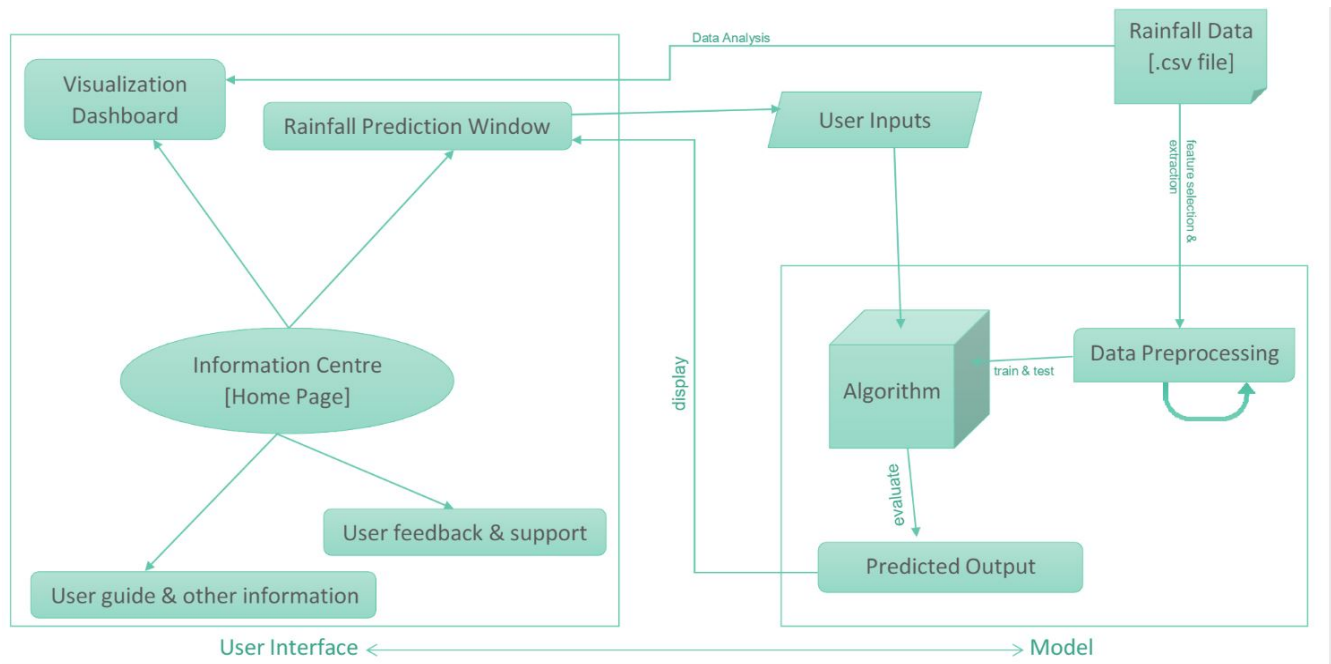 Data Analysis
Rainfall Data
[.csv file]
Visualization
Dashboard
Rainfall Prediction Window
User Inputs
feature selection &
extraction
Information Centre
[Home Page]
display
Algorithm
train & test
Data Preprocessing
evaluate
User feedback & support
Predicted Output
User guide & other information
User Interface
Model